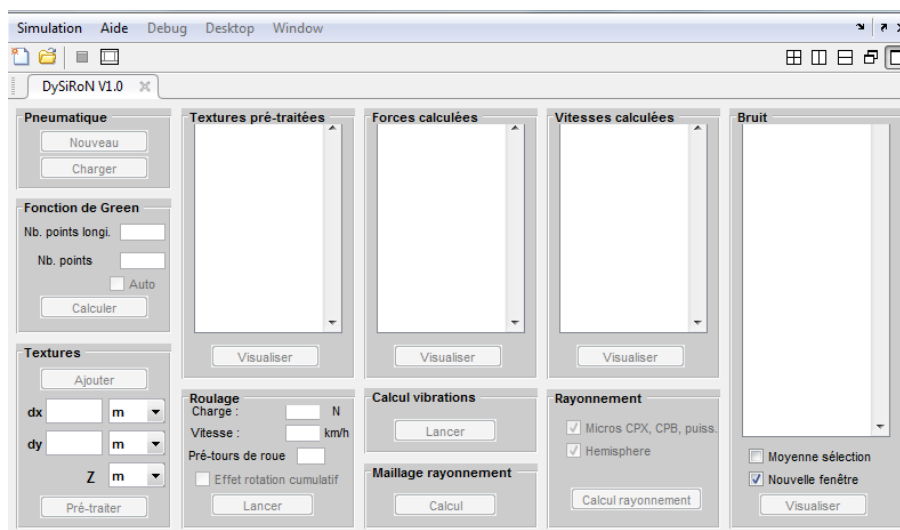 Simulation Aide Debug Desktop Window
DySiRoN V1.0
Pneumatique
Nouveau
Charger
Fonction de Green
Nb. points longi.
Nb. points
Auto
Calculer
Textures
Ajouter
dx m
dy m
Z m
Pré-traiter
Textures pré-traitées
Visualiser
Roulage
Charge : N
Vitesse : km/h
Pré-tours de roue
Effet rotation cumulatif
Lancer
Forces calculées
Visualiser
Calcul vibrations
Lancer
Maillage rayonnement
Calcul
Vitesses calculées
Visualiser
Rayonnement
Micros CPX, CPB, puiss.
Hemisphere
Calcul rayonnement
Bruit
Moyenne sélection
Nouvelle fenêtre
Visualiser